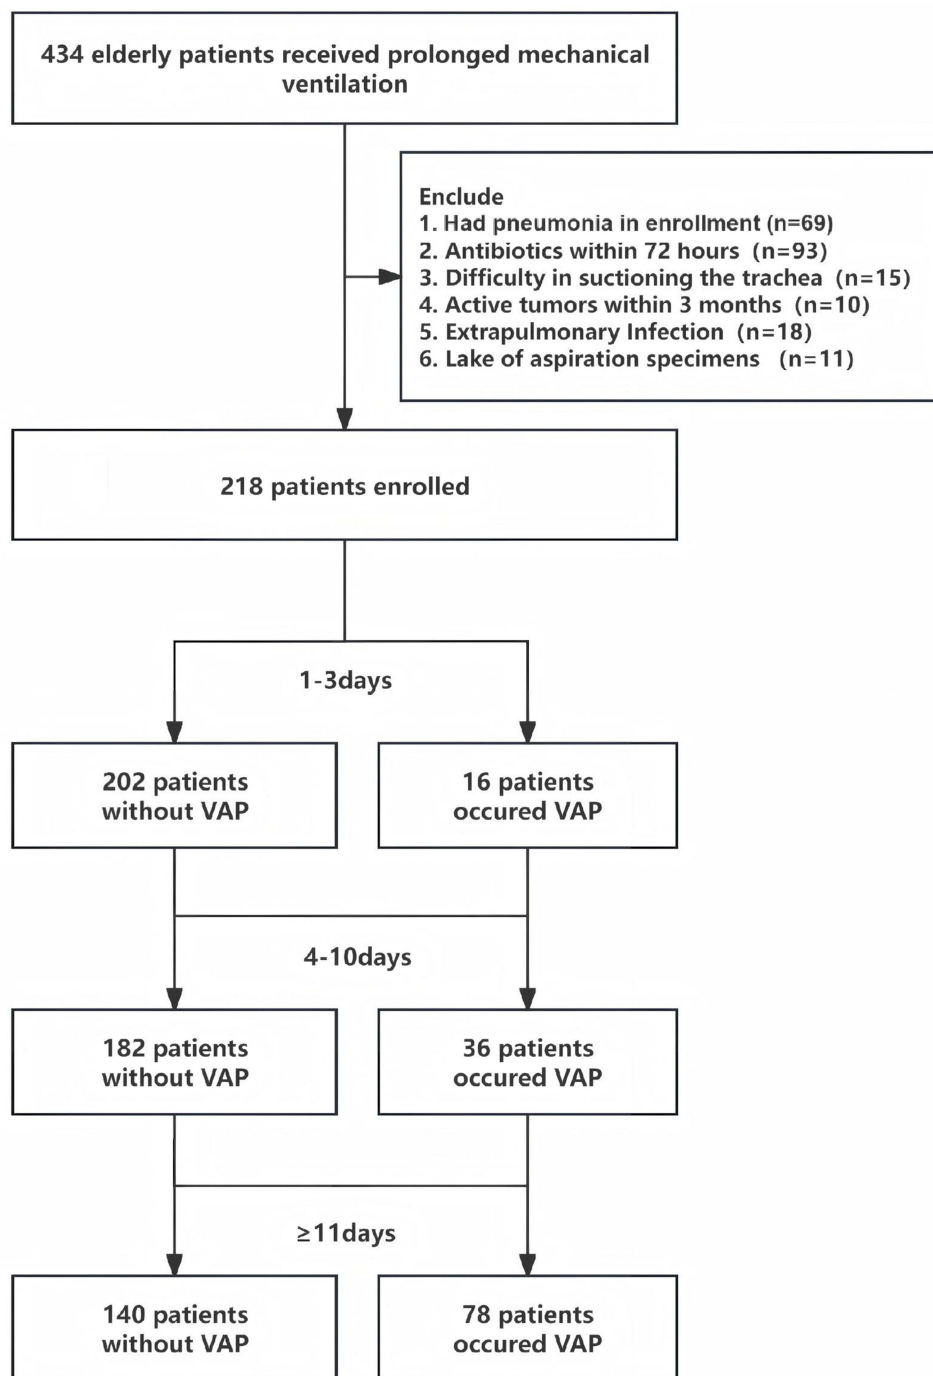 434 elderly patients received prolonged mechanical
ventilation
Enclude
1. Had pneumonia in enrollment (n=69)
2. Antibiotics within 72 hours (n=93)
3. Difficulty in suctioning the trachea (n=15)
4. Active tumors within 3 months (n=10)
5. Extrapulmonary Infection (n=18)
6. Lake of aspiration specimens (n=11)
218 patients enrolled
1-3days
202 patients
without VAP
16 patients
occured VAP
4-10days
182 patients
without VAP
36 patients
occured VAP
≥11days
140 patients
without VAP
78 patients
occured VAP